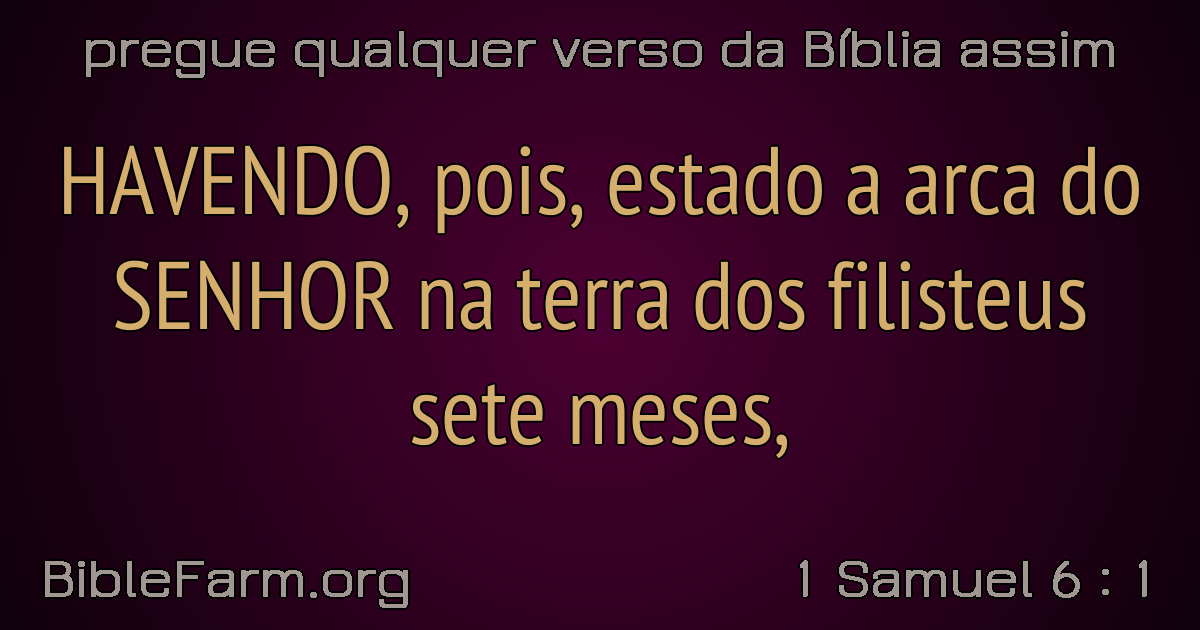 pregue qualquer verso da Bíblia assim
HAVENDO, pois, estado a arca do
SENHOR na terra dos filisteus
sete meses,
BibleFarm.org
1 Samuel 6 : 1